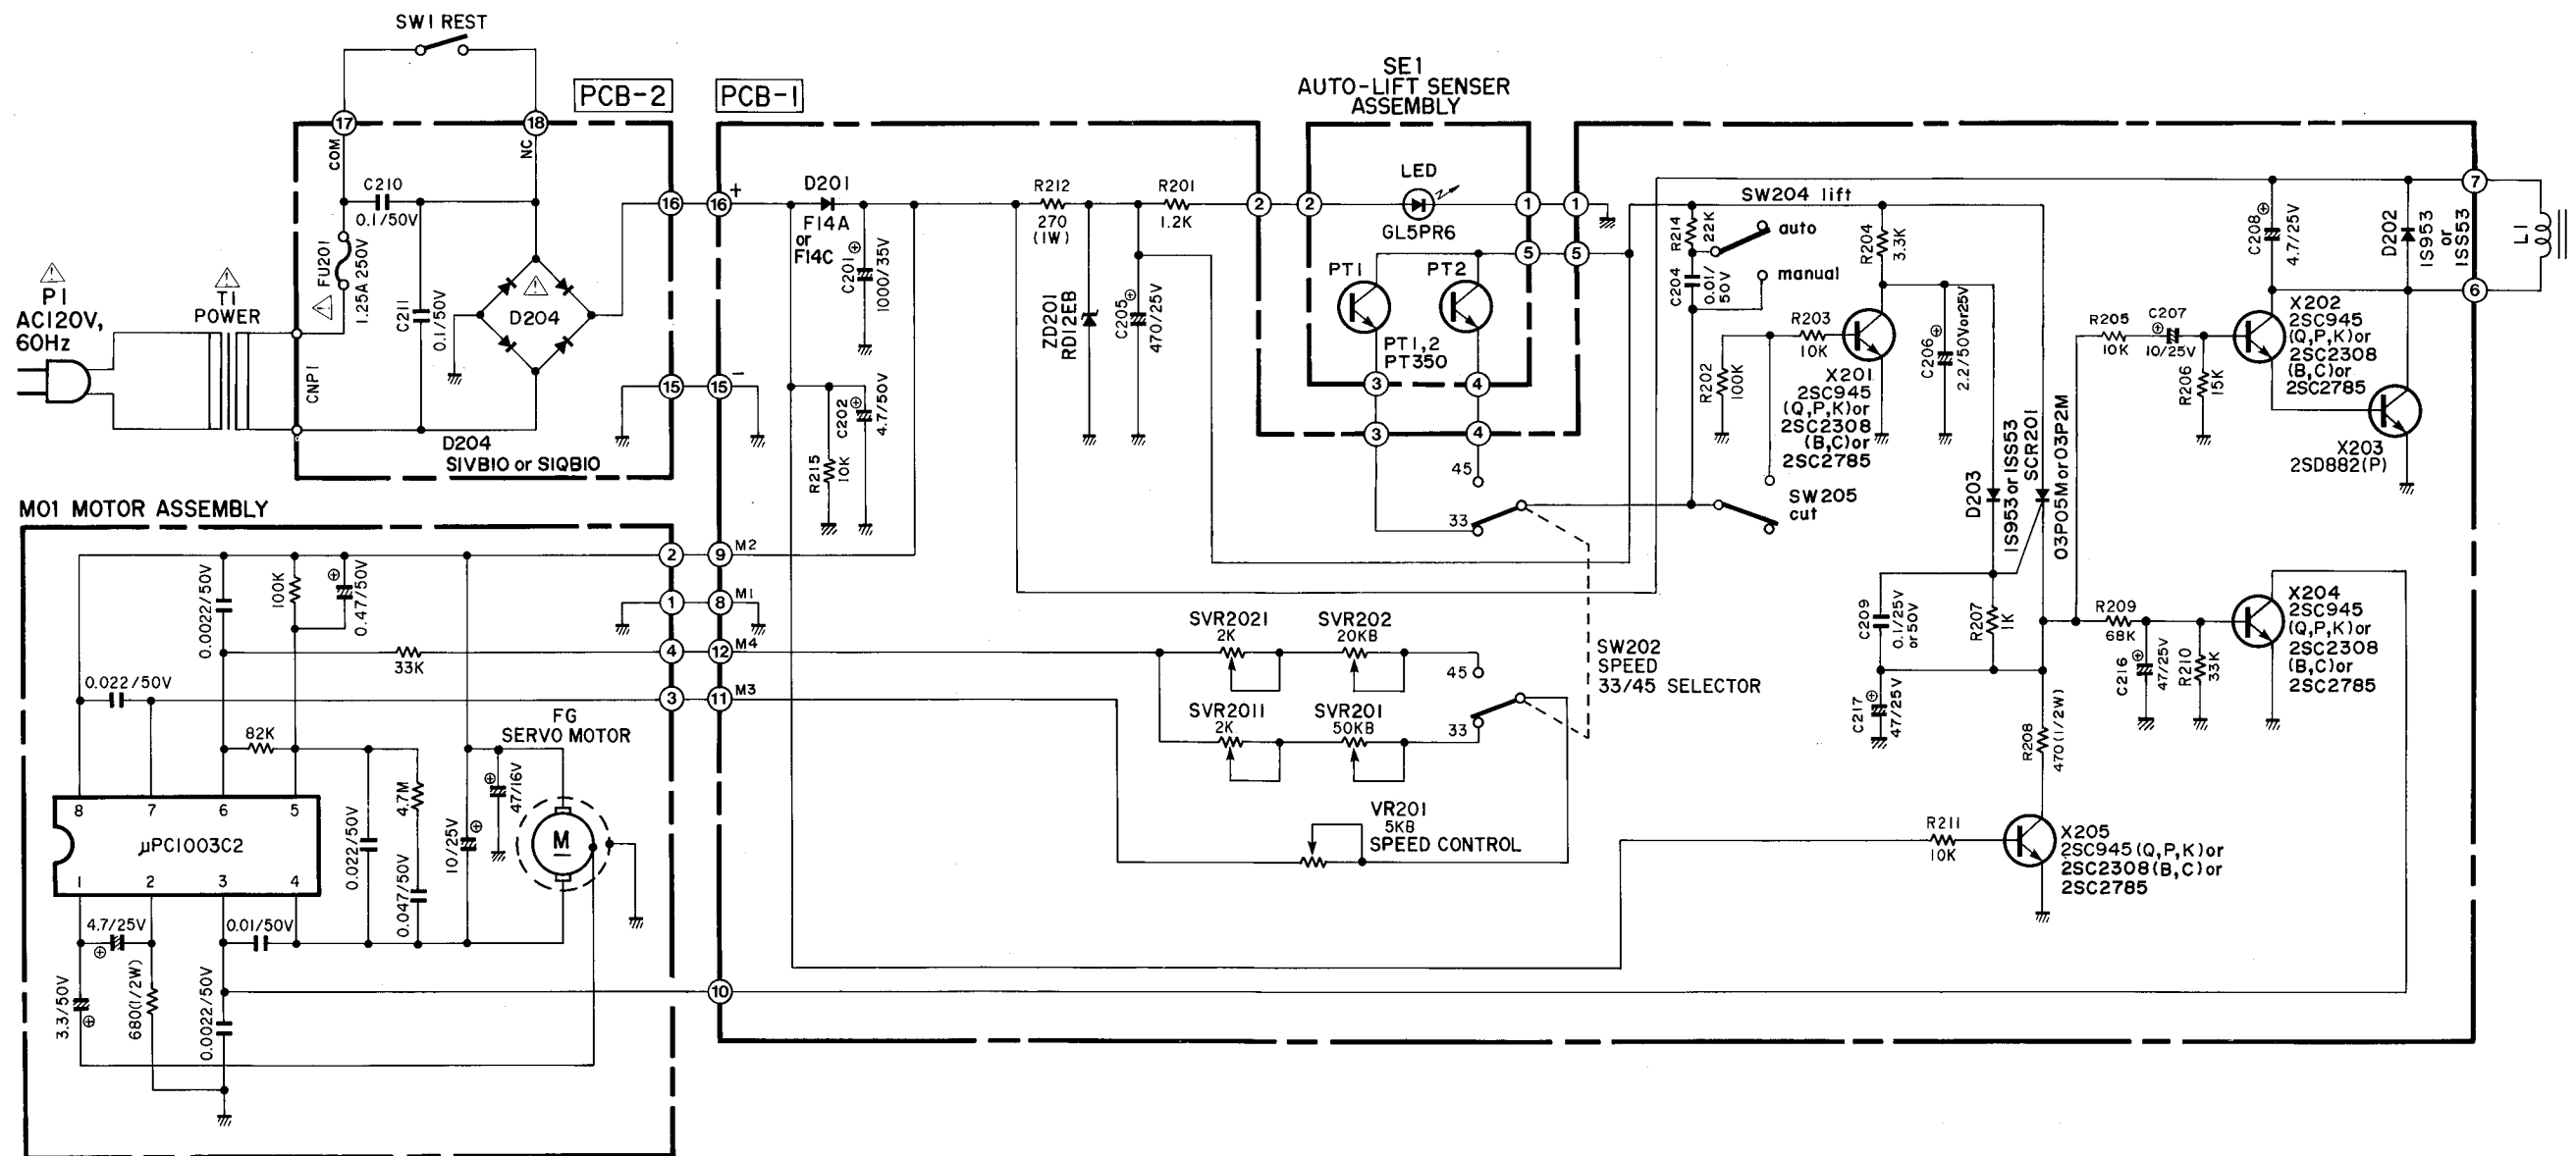 SW1 REST
PCB-2
PCB-1
SE1
AUTO-LIFT SENSER
ASSEMBLY
17
18
COM
NC
C210
0.1/50V
FU201
1.25A 250V
C211
0.1/50V
D204
P1
AC120V,
60Hz
T1
POWER
CNP1
D204
S1VB10 or S1QB10
16
16
+
15
15
-
D201
F14A
or
F14C
C201
1000/35V
R212
270
(1W)
R201
1.2K
ZD201
RD12EB
C205
470/25V
R215
10K
C202
4.7/50V
2
2
LED
GL5PR6
1
1
5
5
PT1
PT2
PT1,2
PT350
3
4
3
4
45
33
SW204 lift
R214
22K
auto
C204
0.01/
50V
manual
R204
3.3K
R203
10K
R202
100K
X201
2SC945
(Q,P,K)or
2SC2308
(B,C)or
2SC2785
C206
2.2/50V or 25V
SW205
cut
D203
1S953 or 1SS53
SCR201
03P05M or 03P2M
R205
10K
C207
10/25V
R206
15K
C208
4.7/25V
D202
1S953
or
1SS53
7
6
L1
X202
2SC945
(Q,P,K)or
2SC2308
(B,C)or
2SC2785
X203
2SD882(P)
C209
0.1/25V
or 50V
R207
1K
C217
47/25V
R208
470(1/2W)
R209
68K
C216
47/25V
R210
33K
X204
2SC945
(Q,P,K)or
2SC2308
(B,C)or
2SC2785
R211
10K
X205
2SC945(Q,P,K)or
2SC2308(B,C)or
2SC2785
M01 MOTOR ASSEMBLY
2
9
M2
1
8
M1
4
12
M4
3
11
M3
10
0.0022/50V
100K
0.47/50V
33K
0.022/50V
82K
FG
SERVO MOTOR
47/16V
M
8
7
6
5
μPC1003C2
1
2
3
4
0.022/50V
4.7M
0.047/50V
10/25V
4.7/25V
0.01/50V
3.3/50V
680(1/2W)
0.0022/50V
SVR2021
2K
SVR202
20KB
45
SVR2011
2K
SVR201
50KB
33
SW202
SPEED
33/45 SELECTOR
VR201
5KB
SPEED CONTROL